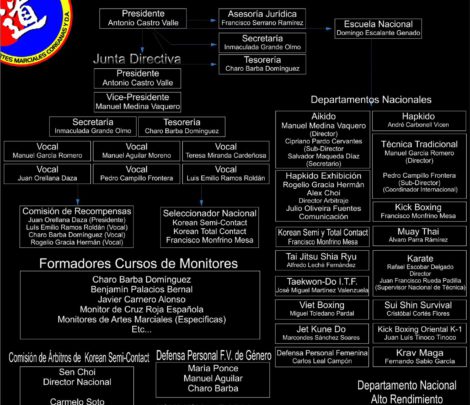 TES MARCIALES COREANAS Y D.A.
Presidente
Antonio Castro Valle
Asesoría Jurídica
Francisco Serrano Ramírez
Escuela Nacional
Domingo Escalante Genado
Secretaria
Inmaculada Grande Olmo
Tesorería
Charo Barba Domínguez
Junta Directiva
Presidente
Antonio Castro Valle
Vice-Presidente
Manuel Medina Vaquero
Secretaria
Inmaculada Grande Olmo
Tesorería
Charo Barba Domínguez
Vocal
Manuel García Romero
Vocal
Manuel Aguilar Moreno
Vocal
Teresa Miranda Cardeñosa
Vocal
Juan Orellana Daza
Vocal
Pedro Campillo Frontera
Vocal
Luis Emilio Ramos Roldán
Comisión de Recompensas
Juan Orellana Daza (Presidente)
Luis Emilio Ramos Roldán (Vocal)
Charo Barba Domínguez (Vocal)
Rogelio Gracia Hermán (Vocal)
Seleccionador Nacional
Korean Semi-Contact
Korean Total Contact
Francisco Monfrino Mesa
Formadores Cursos de Monitores
Charo Barba Domínguez
Benjamín Palacios Bernal
Javier Carnero Alonso
Monitor de Cruz Roja Española
Monitores de Artes Marciales (Especificas)
Etc...
Comisión de Árbitros de Korean Semi-Contact
Sen Choi
Director Nacional
Carmelo Soto
Defensa Personal F.V. de Género
María Ponce
Manuel Aguilar
Charo Barba
Departamentos Nacionales
Aikido
Manuel Medina Vaquero
(Director)
Cipriano Pardo Cervantes
(Sub-Director)
Salvador Maqueda Díaz
(Secretario)
Hapkido Exhibición
Rogelio Gracia Hermán
Alex Choi
Director Arbitraje
Julio Oliveira Fuentes
Comunicación
Korean Semi y Total Contact
Francisco Monfrino Mesa
Tai Jitsu Shia Ryu
Alfredo Leché Fernández
Taekwon-Do I.T.F.
José Miguel Martínez Valenzuela
Viet Boxing
Miguel Toledano Pardal
Jet Kune Do
Marcondes Sánchez Soares
Defensa Personal Femenina
Carlos Leal Campón
Hapkido
André Carbonell Vicen
Técnica Tradicional
Manuel García Romero
(Director)
Pedro Campillo Frontera
(Sub-Director)
(Coordinador Internacional)
Kick Boxing
Francisco Monfrino Mesa
Muay Thai
Álvaro Parra Ramírez
Karate
Rafael Escobar Delgado
Director
Juan Francisco Rueda Padilla
(Supervisor Nacional de Técnica)
Sui Shin Survival
Cristóbal Cortés Flores
Kick Boxing Oriental K-1
Juan Luis Tinoco Tinoco
Krav Maga
Fernando Sabio García
Departamento Nacional
Alto Rendimiento